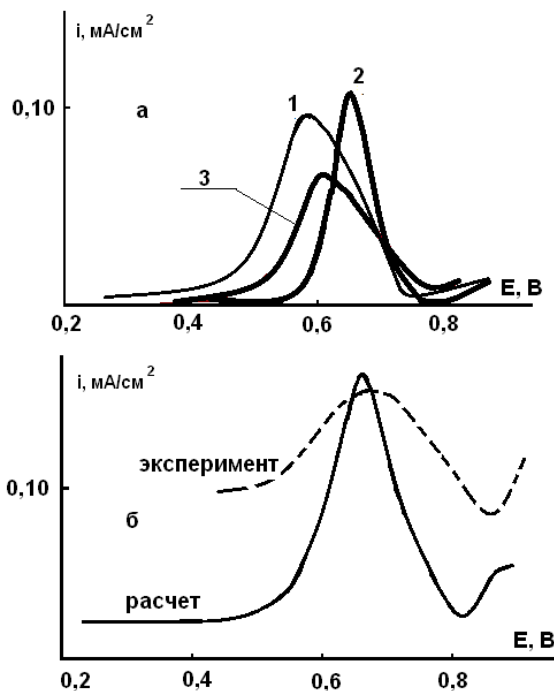 i, мА/см²
2
1
0,10
а
3
Е, В
0,2 0,4 0,6 0,8
i, мА/см²
эксперимент
0,10
б
расчет
Е, В
0,2 0,4 0,6 0,8